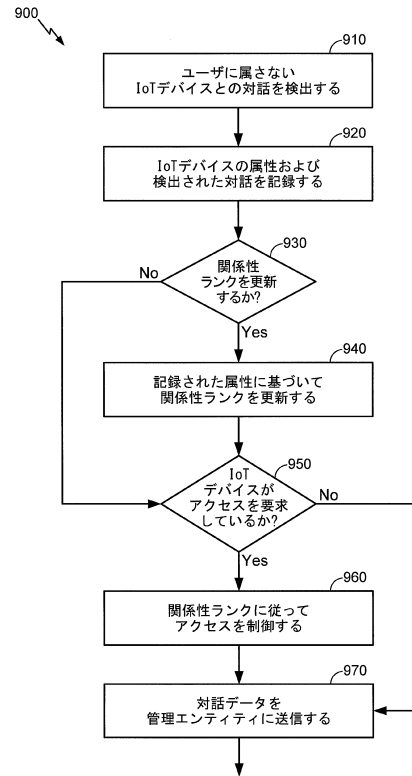 900
910
ユーザに属さない
IoTデバイスとの対話を検出する
920
IoTデバイスの属性および
検出された対話を記録する
930
関係性
ランクを更新
するか?
No
Yes
940
記録された属性に基づいて
関係性ランクを更新する
950
IoT
デバイスが
アクセスを要求
しているか?
No
Yes
960
関係性ランクに従って
アクセスを制御する
970
対話データを
管理エンティティに送信する